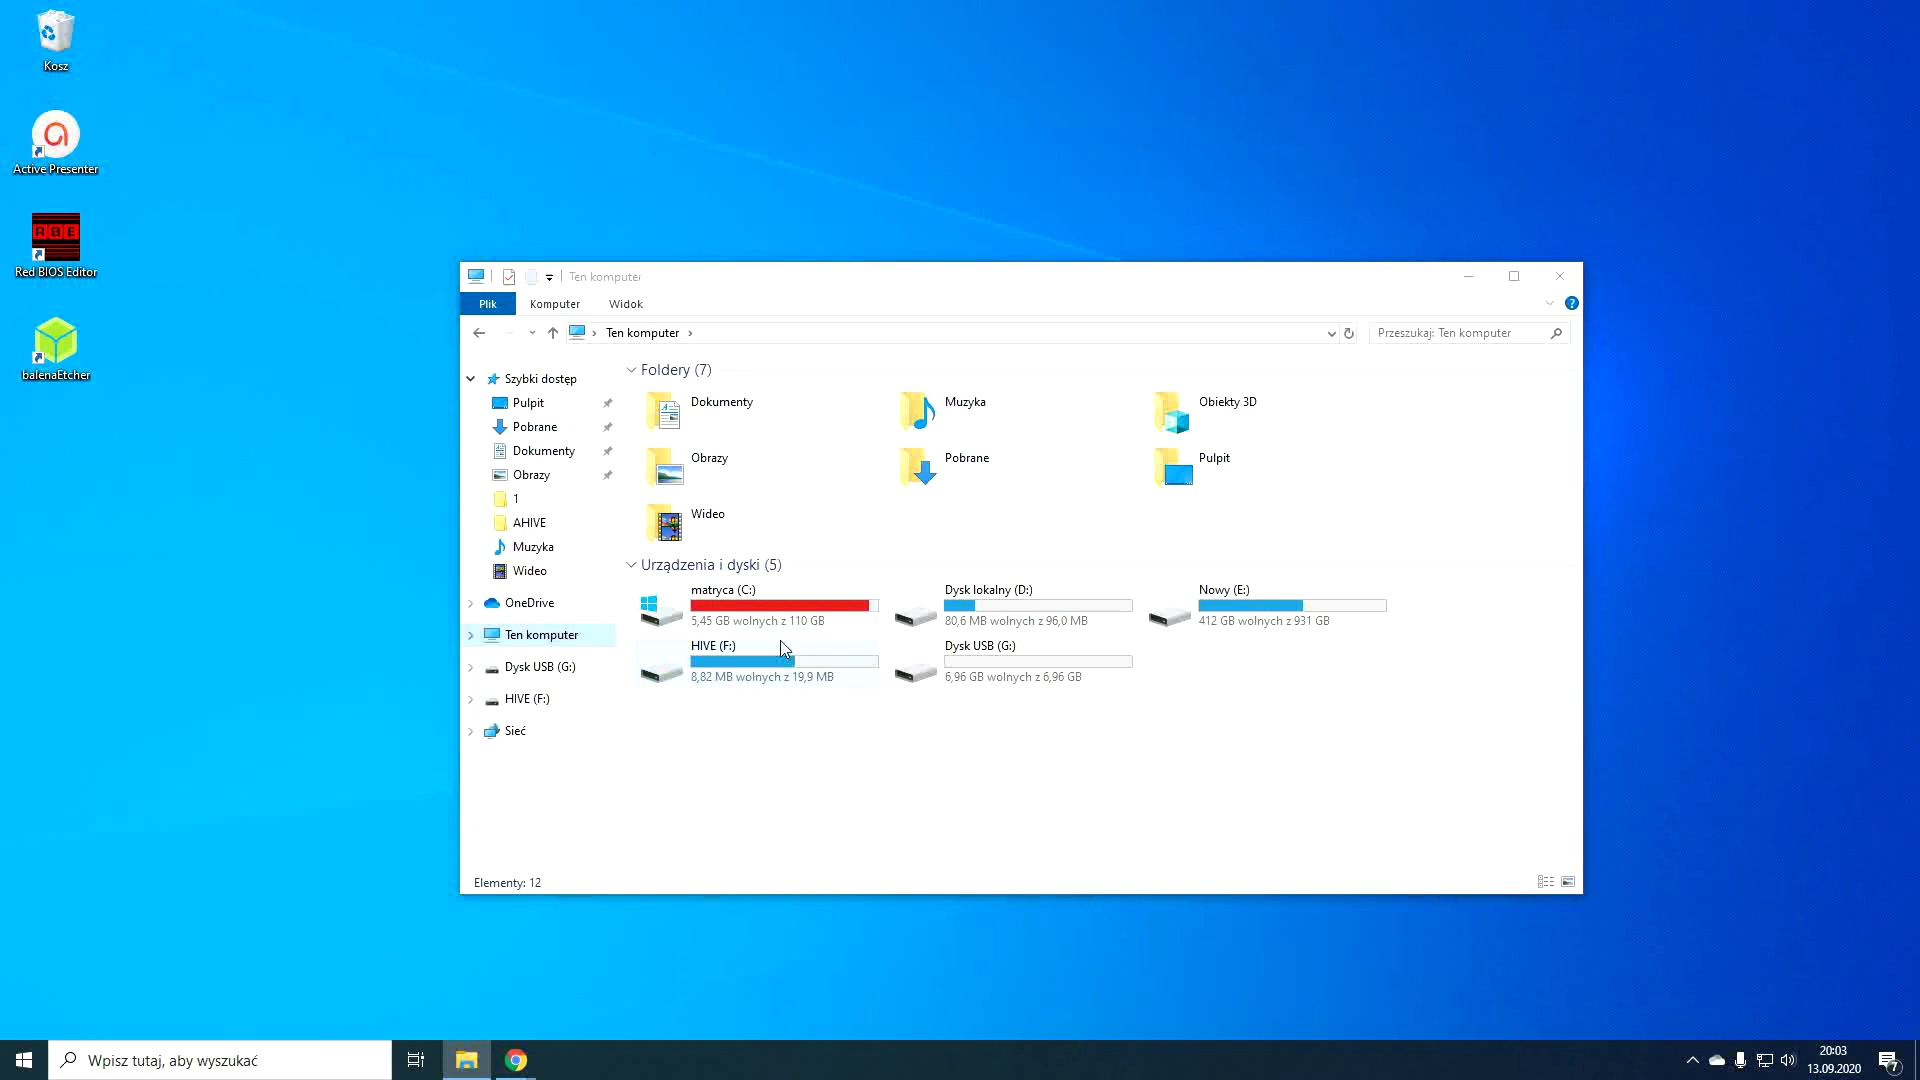 Kosz
Active Presenter
RBE
Red BIOS Editor
balenaEtcher
Ten komputer
Plik Komputer Widok
Ten komputer
Przeszukaj: Ten komputer
Szybki dostęp
Pulpit
Pobrane
Dokumenty
Obrazy
1
AHIVE
Muzyka
Wideo
OneDrive
Ten komputer
Dysk USB (G:)
HIVE (F:)
Sieć
Foldery (7)
Dokumenty
Muzyka
Obiekty 3D
Obrazy
Pobrane
Pulpit
Wideo
Urządzenia i dyski (5)
matryca (C:)
5,45 GB wolnych z 110 GB
Dysk lokalny (D:)
80,6 MB wolnych z 96,0 MB
Nowy (E:)
412 GB wolnych z 931 GB
HIVE (F:)
8,82 MB wolnych z 19,9 MB
Dysk USB (G:)
6,96 GB wolnych z 6,96 GB
Elementy: 12
Wpisz tutaj, aby wyszukać
20:03
13.09.2020
7